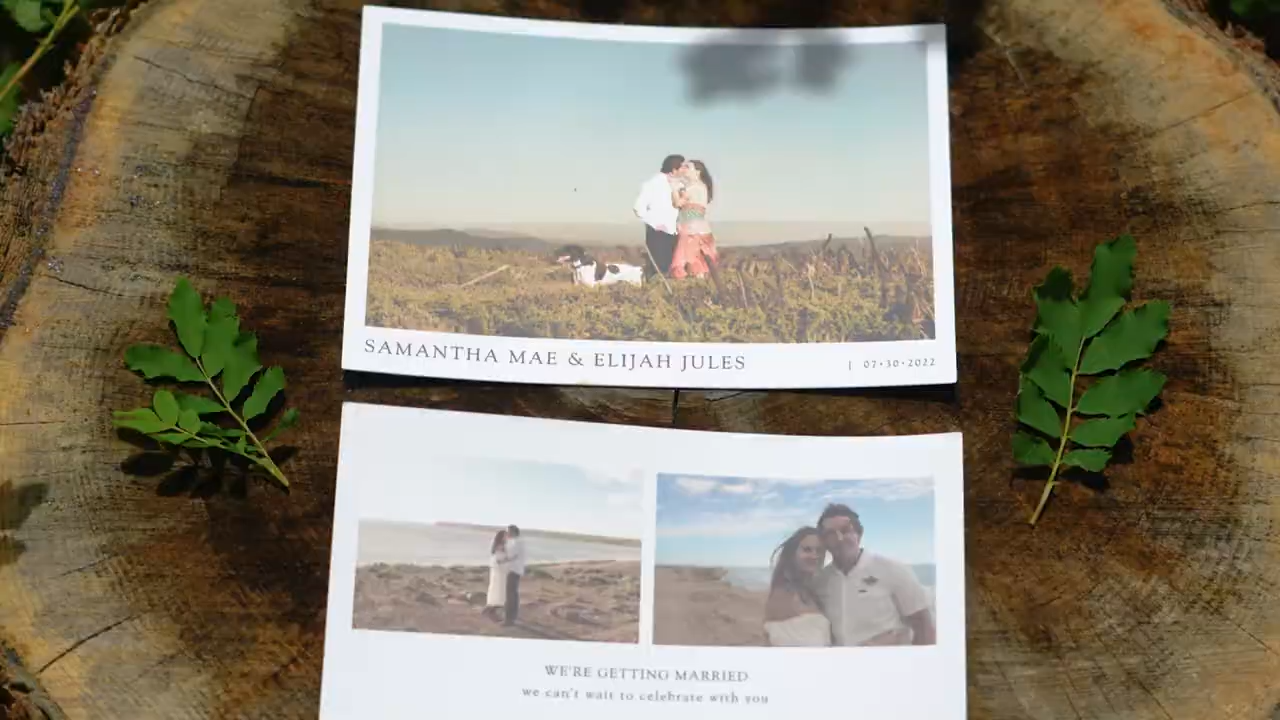 SAMANTHA MAE & ELIJAH JULES | 07•30•2022
WE'RE GETTING MARRIED
we can't wait to celebrate with you